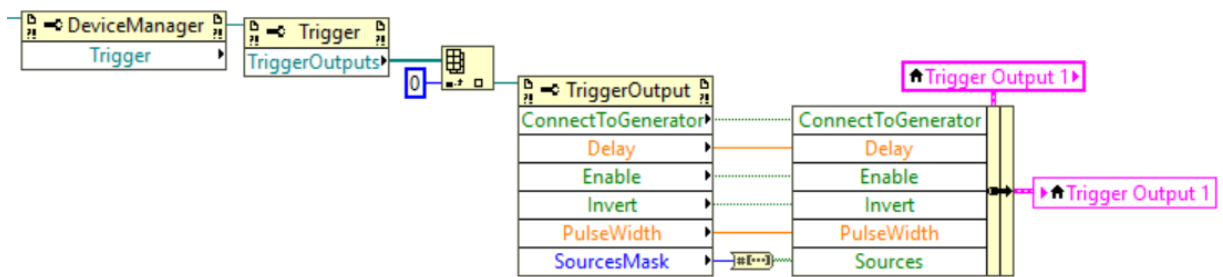 DeviceManager
Trigger
Trigger
TriggerOutputs
0
TriggerOutput
ConnectToGenerator
Delay
Enable
Invert
PulseWidth
SourcesMask
#[...]
Trigger Output 1
ConnectToGenerator
Delay
Enable
Invert
PulseWidth
Sources
Trigger Output 1